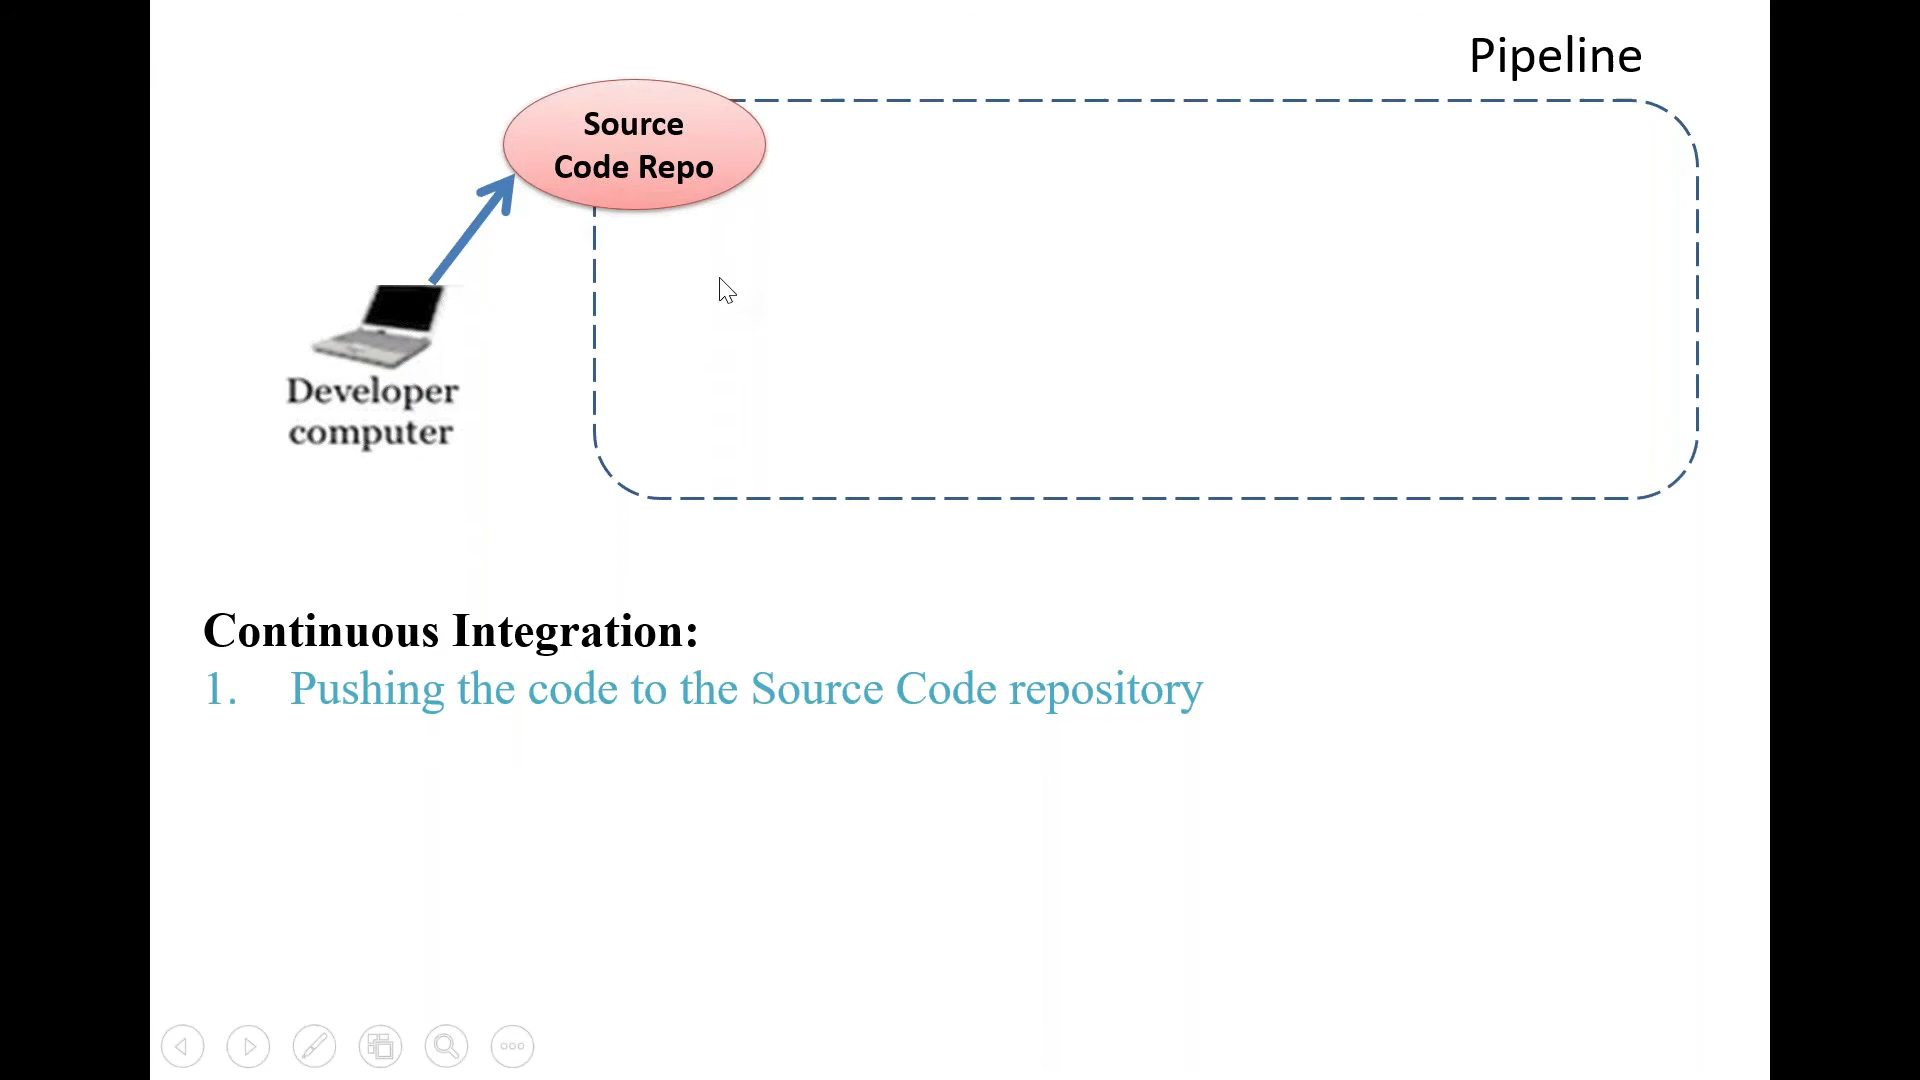 Pipeline
Source
Code Repo
Developer
computer
Continuous Integration:
1. Pushing the code to the Source Code repository